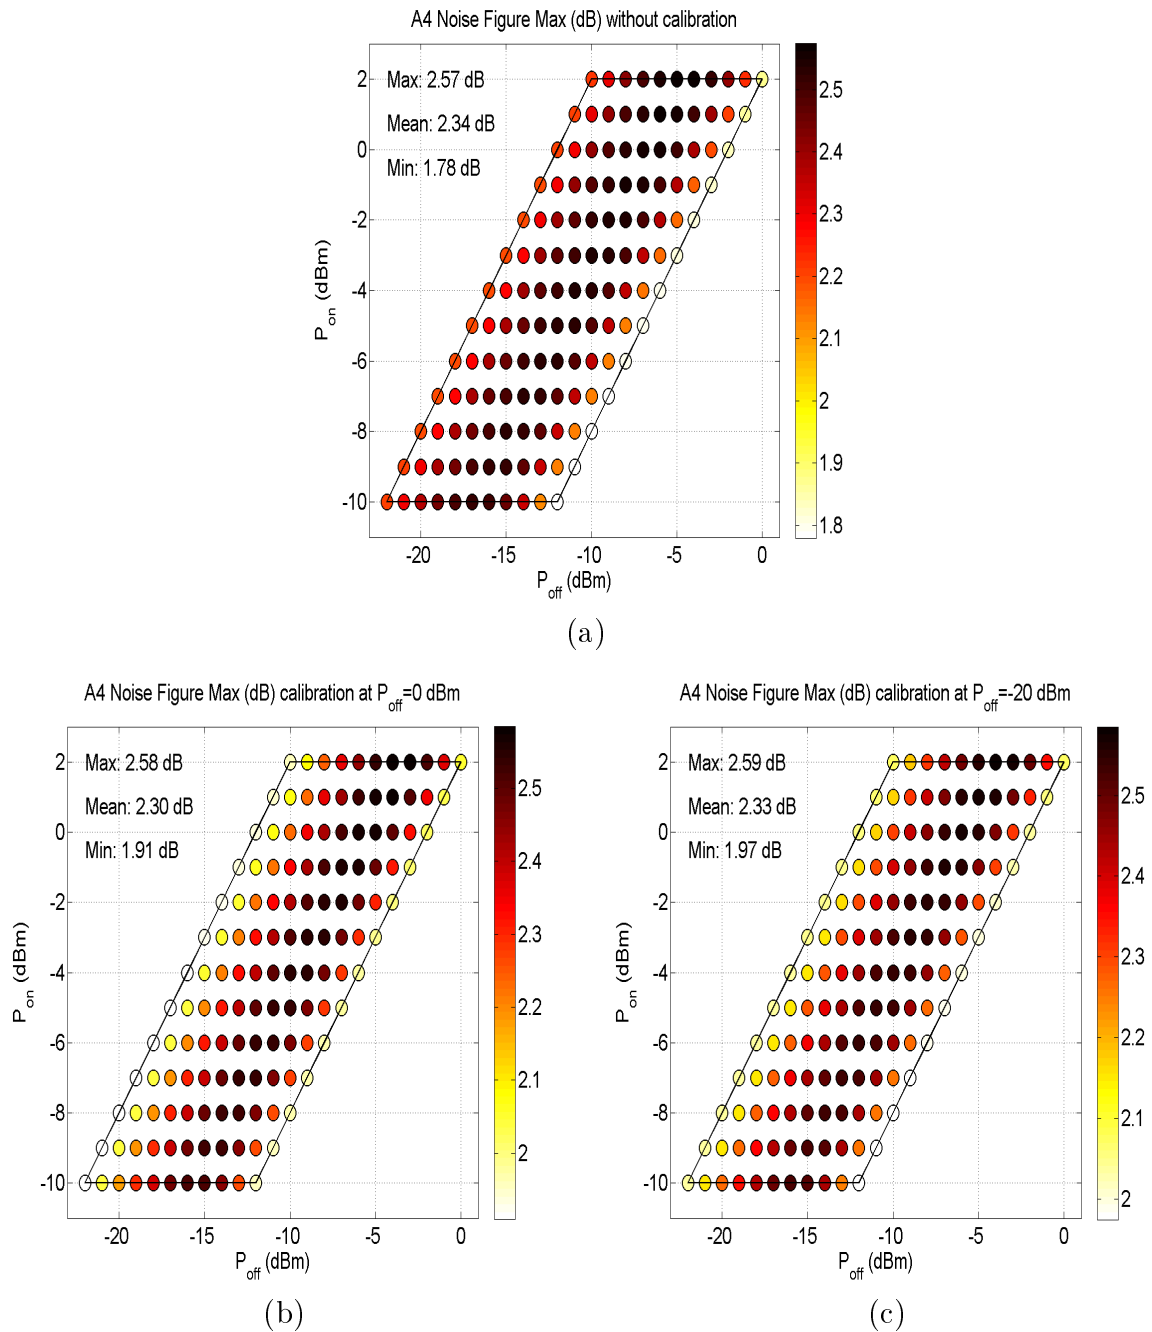 A4 Noise Figure Max (dB) without calibration
Max: 2.57 dB
Mean: 2.34 dB
Min: 1.78 dB
2
0
-2
-4
-6
-8
-10
P_on (dBm)
-20 -15 -10 -5 0
P_off (dBm)
2.5
2.4
2.3
2.2
2.1
2
1.9
1.8
(a)
A4 Noise Figure Max (dB) calibration at P_off=0 dBm
Max: 2.58 dB
Mean: 2.30 dB
Min: 1.91 dB
2
0
-2
-4
-6
-8
-10
P_on (dBm)
-20 -15 -10 -5 0
P_off (dBm)
2.5
2.4
2.3
2.2
2.1
2
(b)
A4 Noise Figure Max (dB) calibration at P_off=-20 dBm
Max: 2.59 dB
Mean: 2.33 dB
Min: 1.97 dB
2
0
-2
-4
-6
-8
-10
P_on (dBm)
-20 -15 -10 -5 0
P_off (dBm)
2.5
2.4
2.3
2.2
2.1
2
(c)